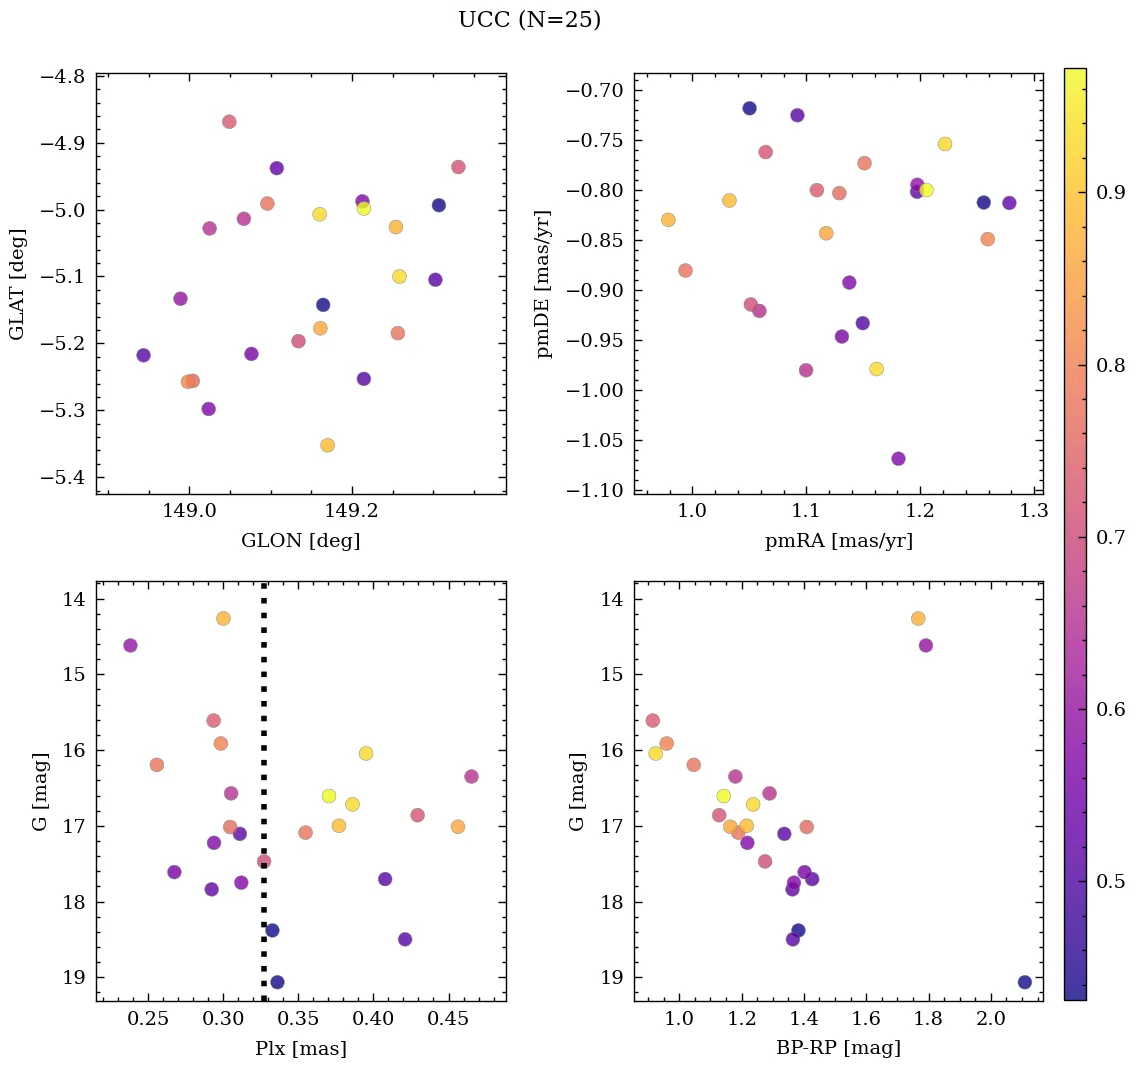 UCC (N=25)
−4.8
−4.9
−5.0
−5.1
−5.2
−5.3
−5.4
GLAT [deg]
149.0 149.2
GLON [deg]
−0.70
−0.75
−0.80
−0.85
−0.90
−0.95
−1.00
−1.05
−1.10
pmDE [mas/yr]
1.0 1.1 1.2 1.3
pmRA [mas/yr]
0.9
0.8
0.7
0.6
0.5
14
15
16
17
18
19
G [mag]
0.25 0.30 0.35 0.40 0.45
Plx [mas]
14
15
16
17
18
19
G [mag]
1.0 1.2 1.4 1.6 1.8 2.0
BP-RP [mag]